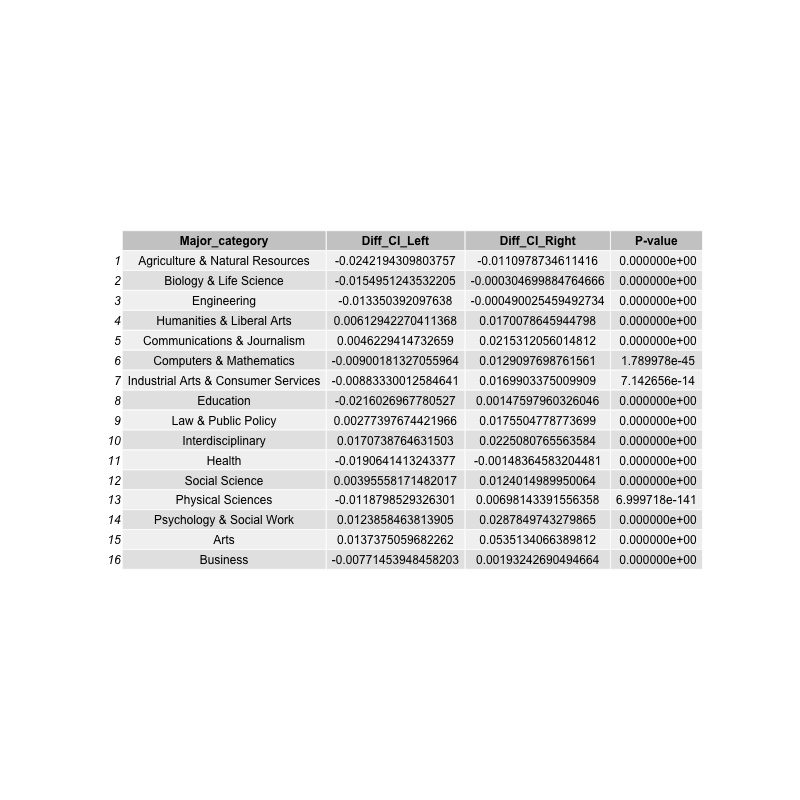 Major_category Diff_CI_Left Diff_CI_Right P-value
1 Agriculture & Natural Resources -0.0242194309803757 -0.0110978734611416 0.000000e+00
2 Biology & Life Science -0.0154951243532205 -0.000304699884764666 0.000000e+00
3 Engineering -0.013350392097638 -0.000490025459492734 0.000000e+00
4 Humanities & Liberal Arts 0.00612942270411368 0.0170078645944798 0.000000e+00
5 Communications & Journalism 0.0046229414732659 0.0215312056014812 0.000000e+00
6 Computers & Mathematics -0.00900181327055964 0.0129097698761561 1.789978e-45
7 Industrial Arts & Consumer Services -0.00883330012584641 0.0169903375009909 7.142656e-14
8 Education -0.0216026967780527 0.00147597960326046 0.000000e+00
9 Law & Public Policy 0.00277397674421966 0.0175504778773699 0.000000e+00
10 Interdisciplinary 0.0170738764631503 0.0225080765563584 0.000000e+00
11 Health -0.0190641413243377 -0.00148364583204481 0.000000e+00
12 Social Science 0.00395558171482017 0.0124014989950064 0.000000e+00
13 Physical Sciences -0.0118798529326301 0.00698143391556358 6.999718e-141
14 Psychology & Social Work 0.0123858463813905 0.0287849743279865 0.000000e+00
15 Arts 0.0137375059682262 0.0535134066389812 0.000000e+00
16 Business -0.00771453948458203 0.00193242690494664 0.000000e+00